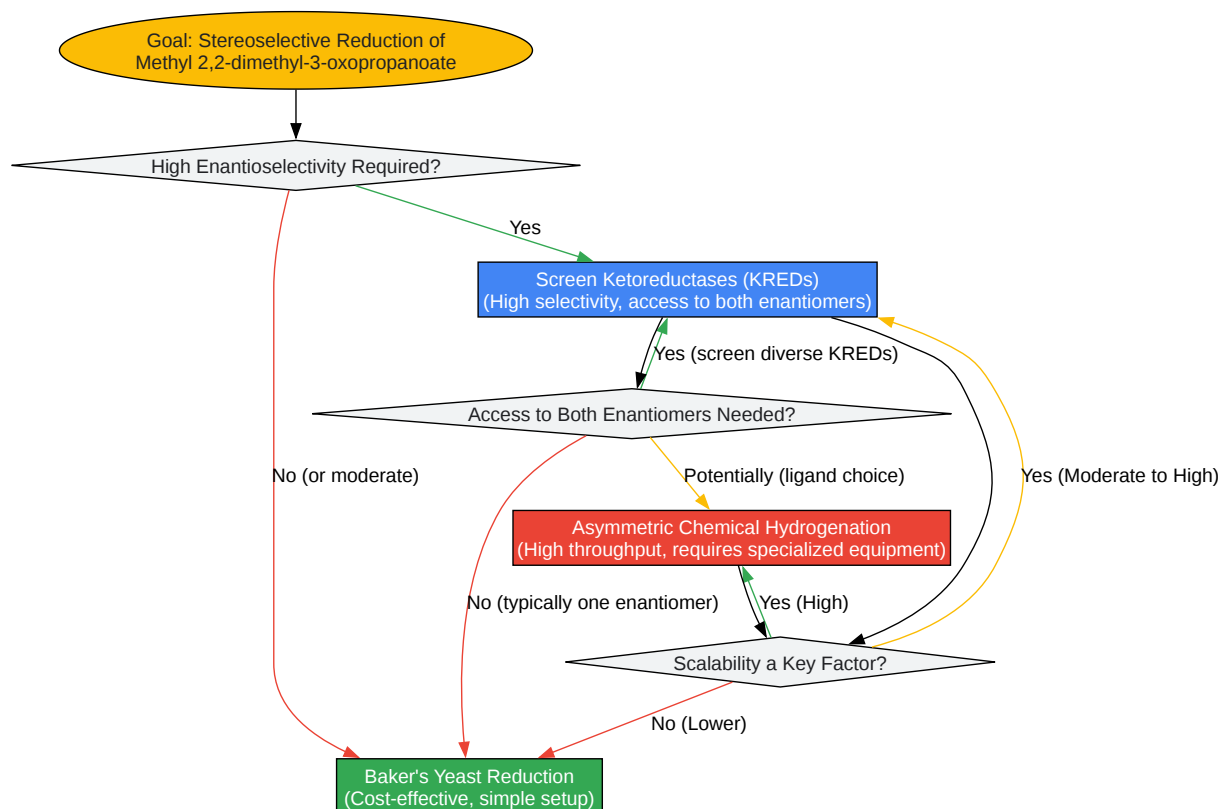 Goal: Stereoselective Reduction of
Methyl 2,2-dimethyl-3-oxopropanoate
High Enantioselectivity Required?
Yes
Screen Ketoreductases (KREDs)
(High selectivity, access to both enantiomers)
Yes (screen diverse KREDs)
Access to Both Enantiomers Needed?
No (or moderate)
Potentially (ligand choice)
Yes (Moderate to High)
Asymmetric Chemical Hydrogenation
(High throughput, requires specialized equipment)
No (typically one enantiomer)
Yes (High)
Scalability a Key Factor?
No (Lower)
Baker's Yeast Reduction
(Cost-effective, simple setup)